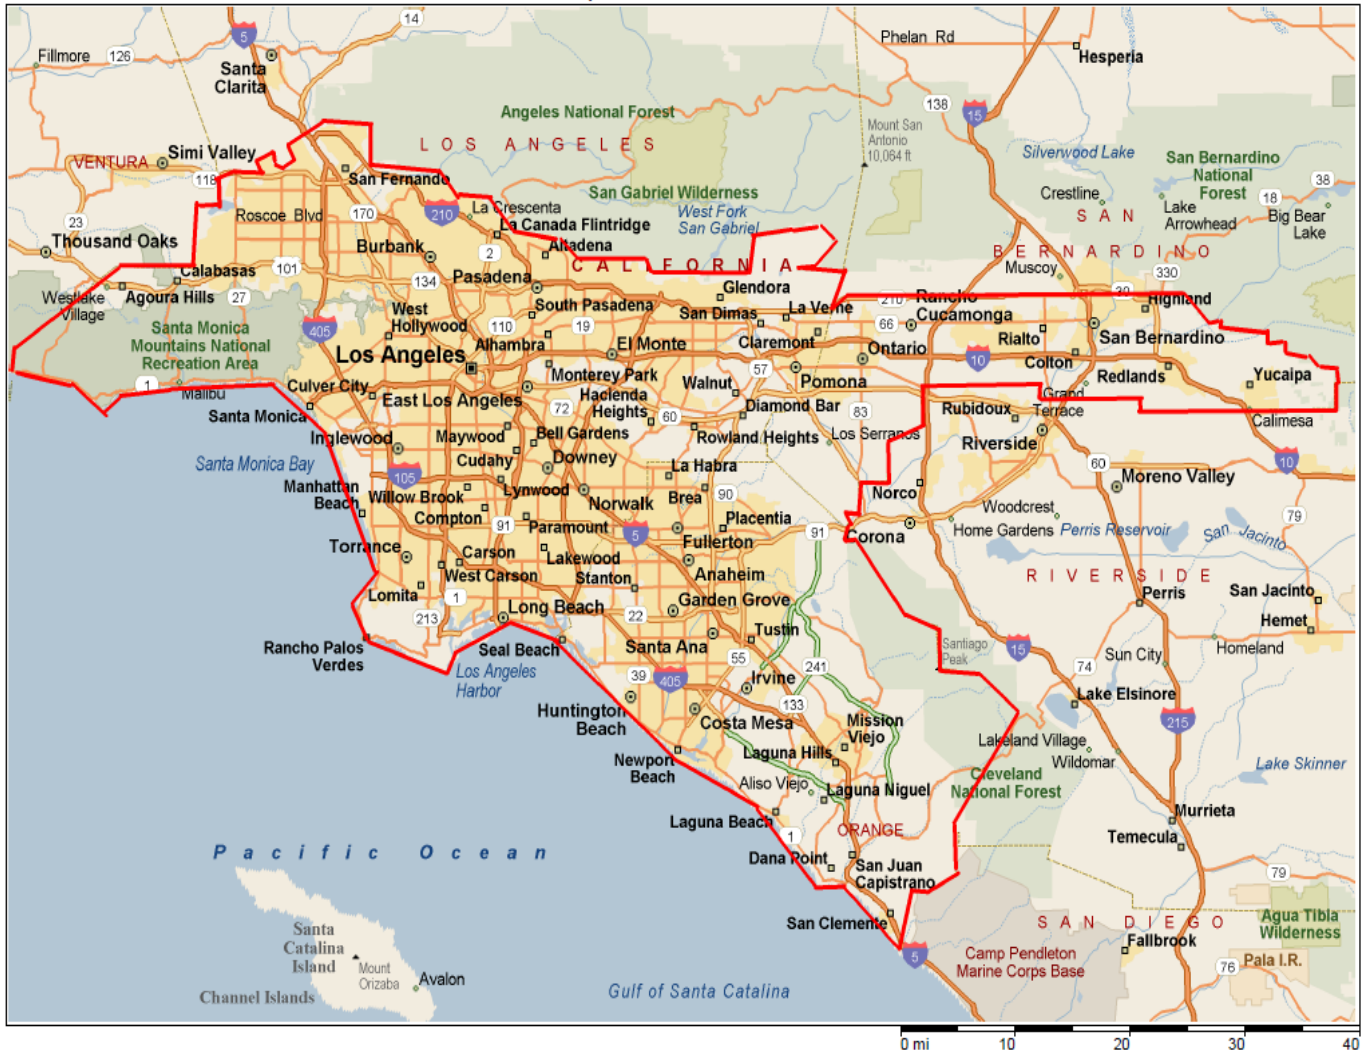 14
Phelan Rd
5
Fillmore
126
Hesperia
Santa
Clarita
138
15
Angeles National Forest
Mount San
Antonio
10,064 ft
LOS ANGELES
Silverwood Lake
San Bernardino
National
Forest
VENTURA
Simi Valley
118
San Fernando
San Gabriel Wilderness
Crestline
18
38
Lake
Arrowhead
Big Bear
Lake
SAN
BERNARDINO
23
Roscoe Blvd
170
210
La Crescenta
West Fork
San Gabriel
La Canada Flintridge
Thousand Oaks
Burbank
2
Altadena
CALIFORNIA
Muscoy
330
Calabasas
101
134
Pasadena
Glendora
30
Highland
Westlake
Village
Agoura Hills
27
West
Hollywood
South Pasadena
San Dimas
La Verne
210
Rancho
Cucamonga
Santa Monica
Mountains National
Recreation Area
405
110
19
66
Alhambra
El Monte
Claremont
Ontario
10
Rialto
San Bernardino
Colton
Los Angeles
Monterey Park
57
Pomona
Redlands
Yucaipa
1
Malibu
Culver City
East Los Angeles
Hacienda
Heights
Walnut
Grand
Terrace
Santa Monica
72
60
Diamond Bar
83
Rubidoux
Calimesa
Inglewood
Maywood
Bell Gardens
Rowland Heights
Los Serranos
Riverside
Santa Monica Bay
Cudahy
Downey
La Habra
60
10
Manhattan
Beach
105
Willow Brook
Lynwood
Norwalk
Brea
90
Norco
Moreno Valley
Compton
91
Paramount
Placentia
Woodcrest
79
Torrance
Carson
Lakewood
5
Fullerton
91
Corona
Home Gardens
Perris Reservoir
San Jacinto
West Carson
Stanton
Anaheim
RIVERSIDE
Lomita
1
Perris
San Jacinto
213
Long Beach
22
Garden Grove
Hemet
Rancho Palos
Verdes
Seal Beach
Santa Ana
Tustin
Santiago
Peak
15
Homeland
Los Angeles
Harbor
39
405
55
241
74
Sun City
Irvine
Lake Elsinore
Huntington
Beach
133
Costa Mesa
Mission
Viejo
215
Newport
Beach
Laguna Hills
Lakeland Village
Wildomar
Lake Skinner
Aliso Viejo
Laguna Niguel
Cleveland
National Forest
Laguna Beach
1
ORANGE
Murrieta
Temecula
Pacific Ocean
Dana Point
San Juan
Capistrano
79
San Clemente
SAN DIEGO
Agua Tibia
Wilderness
Santa
Catalina
Island
Mount
Orizaba
Avalon
5
Camp Pendleton
Marine Corps Base
Fallbrook
76
Pala I.R.
Channel Islands
Gulf of Santa Catalina
0 mi 10 20 30 40